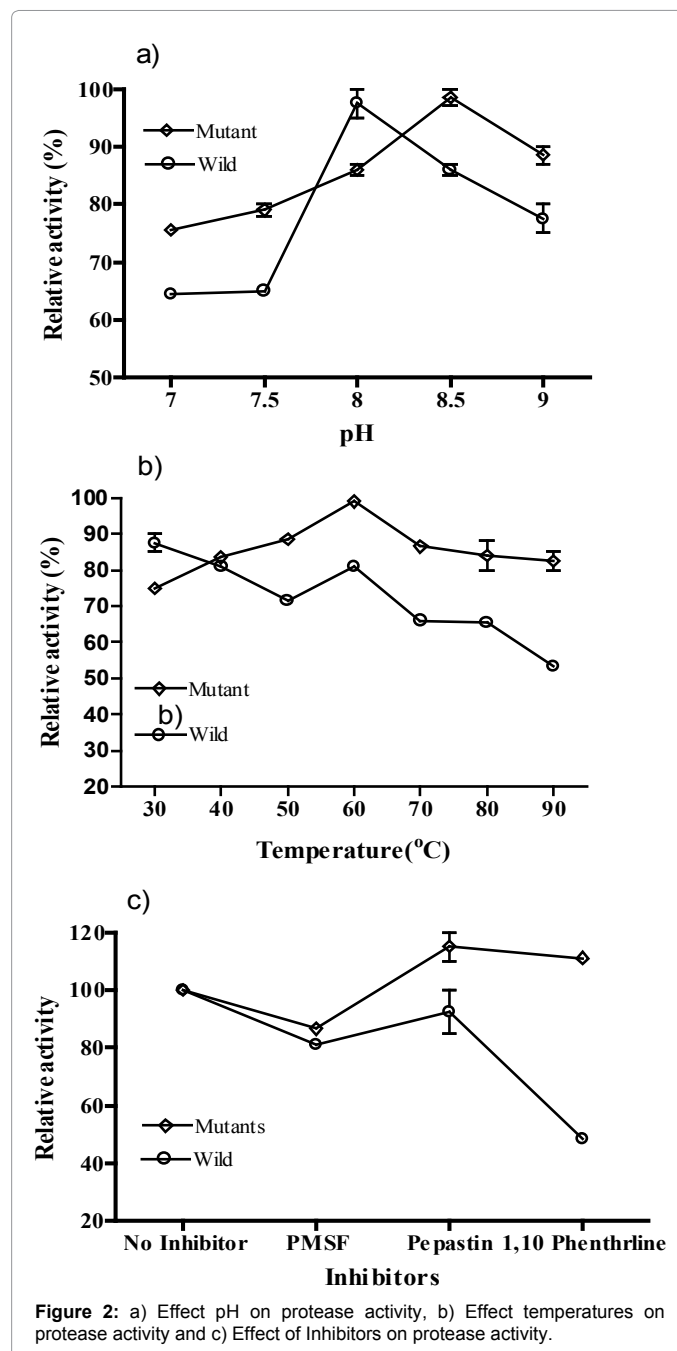 a)
Relative activity (%)
100
90
80
70
60
50
Mutant
Wild
7 7.5 8 8.5 9
pH
b)
Relative activity (%)
100
90
80
70
60
50
40
30
20
Mutant
b)
Wild
30 40 50 60 70 80 90
Temperature(°C)
c)
Relative activity
120
100
80
60
40
20
Mutants
Wild
No Inhibitor PMSF Pepastin 1,10 Phenthrline
Inhibitors
Figure 2: a) Effect pH on protease activity, b) Effect temperatures on
protease activity and c) Effect of Inhibitors on protease activity.